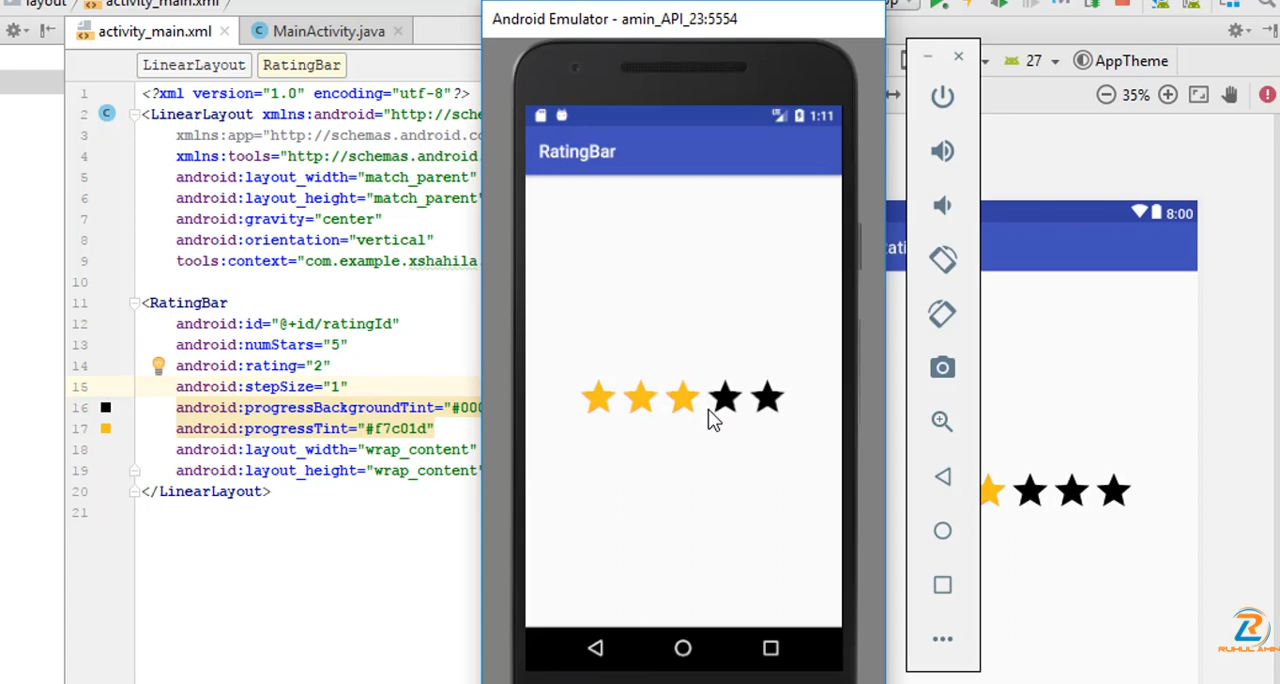 layout
activity_main.xml
Android Emulator - amin_API_23:5554
activity_main.xml
MainActivity.java
27
AppTheme
LinearLayout
RatingBar
35%
1 <?xml version="1.0" encoding="utf-8"?>
2 <LinearLayout xmlns:android="http://sche
3 xmlns:app="http://schemas.android.co
4 xmlns:tools="http://schemas.android.
5 android:layout_width="match_parent"
6 android:layout_height="match_parent"
7 android:gravity="center"
8 android:orientation="vertical"
9 tools:context="com.example.xshahila
10
11 <RatingBar
12 android:id="@+id/ratingId"
13 android:numStars="5"
14 android:rating="2"
15 android:stepSize="1"
16 android:progressBackgroundTint="#000
17 android:progressTint="#f7c01d"
18 android:layout_width="wrap_content"
19 android:layout_height="wrap_content"
20 </LinearLayout>
21
1:11
RatingBar
8:00
RUHUL AMIN